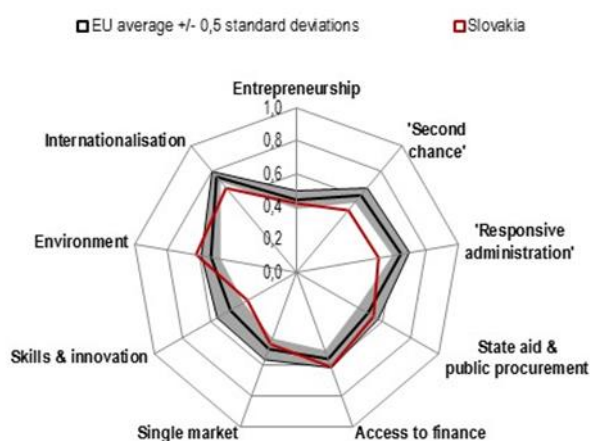 EU average +/- 0,5 standard deviations
Slovakia
Entrepreneurship
1,0
0,8
0,6
0,4
0,2
0,0
'Second
chance'
'Responsive
administration'
State aid &
public procurement
Access to finance
Single market
Skills & innovation
Environment
Internationalisation